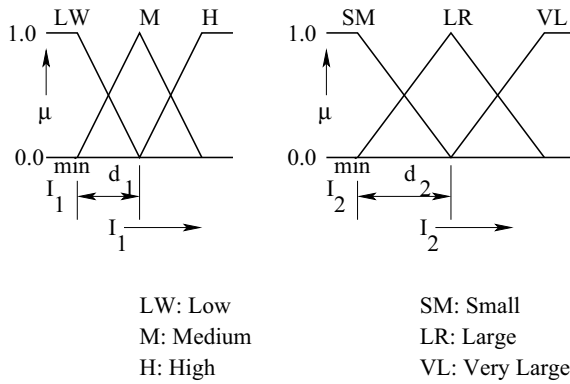 LW M H
1.0
μ
0.0
min
I1
d1
I1
SM LR VL
1.0
μ
0.0
min
I2
d2
I2
LW: Low
M: Medium
H: High
SM: Small
LR: Large
VL: Very Large